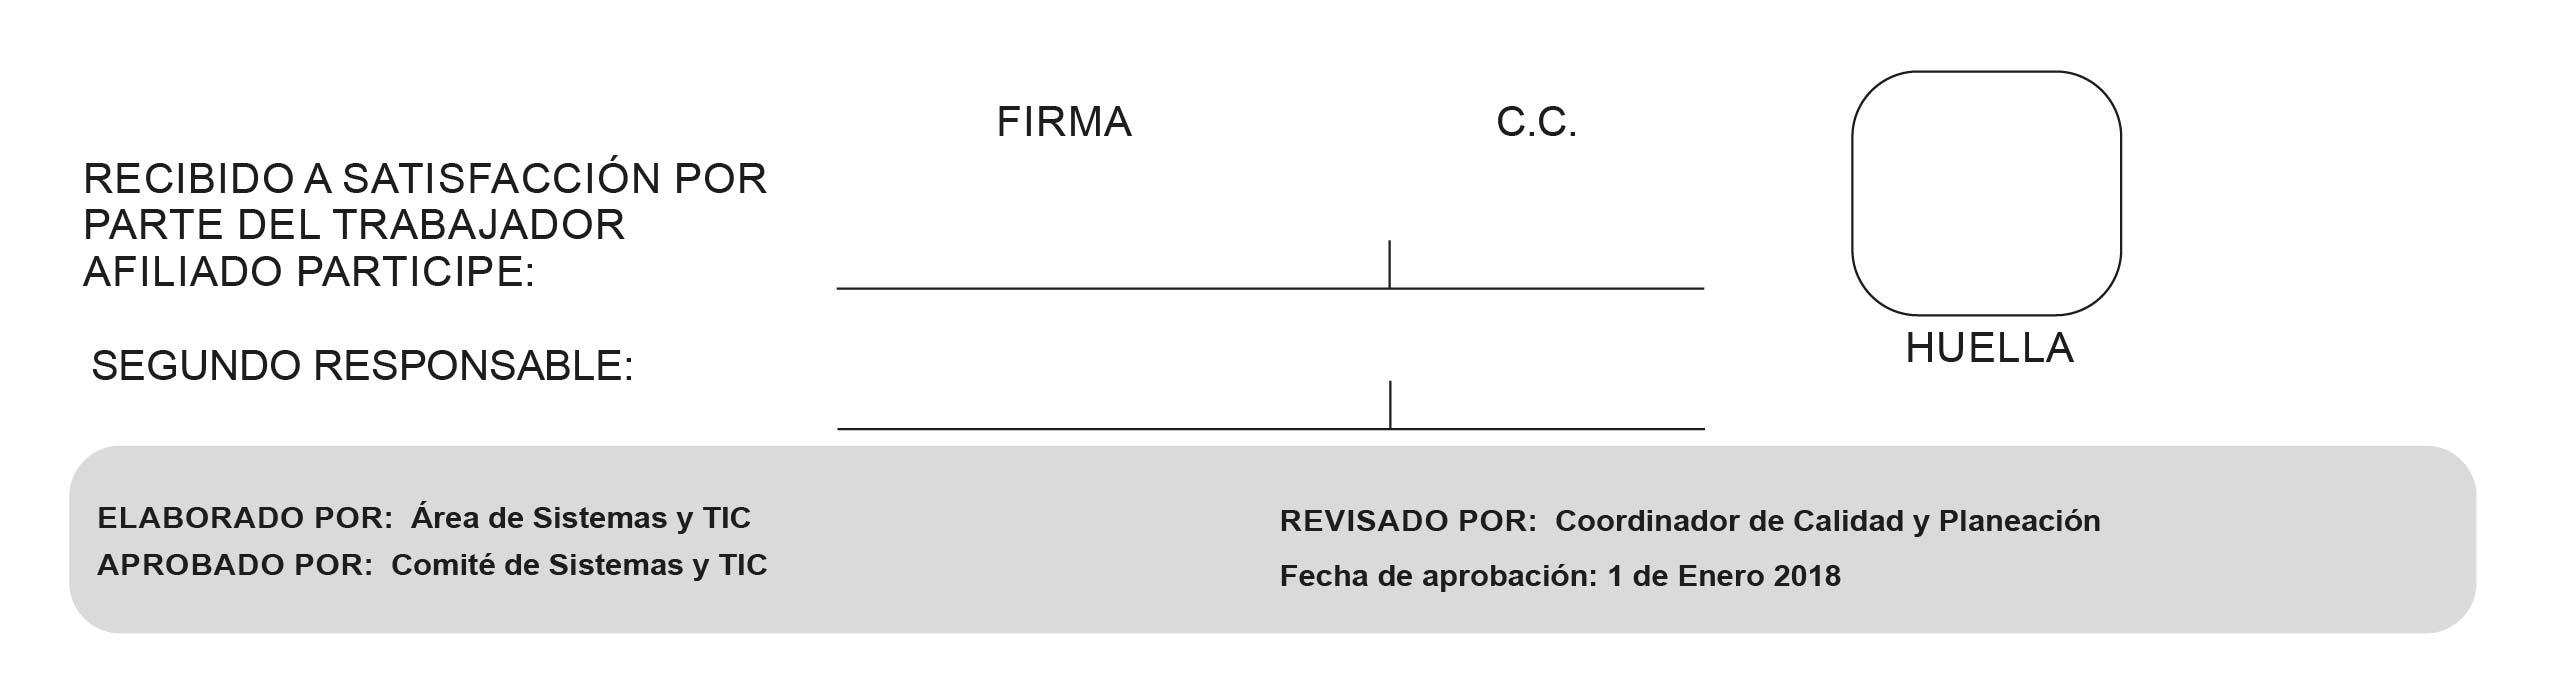 FIRMA C.C.
RECIBIDO A SATISFACCIÓN POR
PARTE DEL TRABAJADOR
AFILIADO PARTICIPE:
HUELLA
SEGUNDO RESPONSABLE:
ELABORADO POR: Área de Sistemas y TIC
APROBADO POR: Comité de Sistemas y TIC
REVISADO POR: Coordinador de Calidad y Planeación
Fecha de aprobación: 1 de Enero 2018